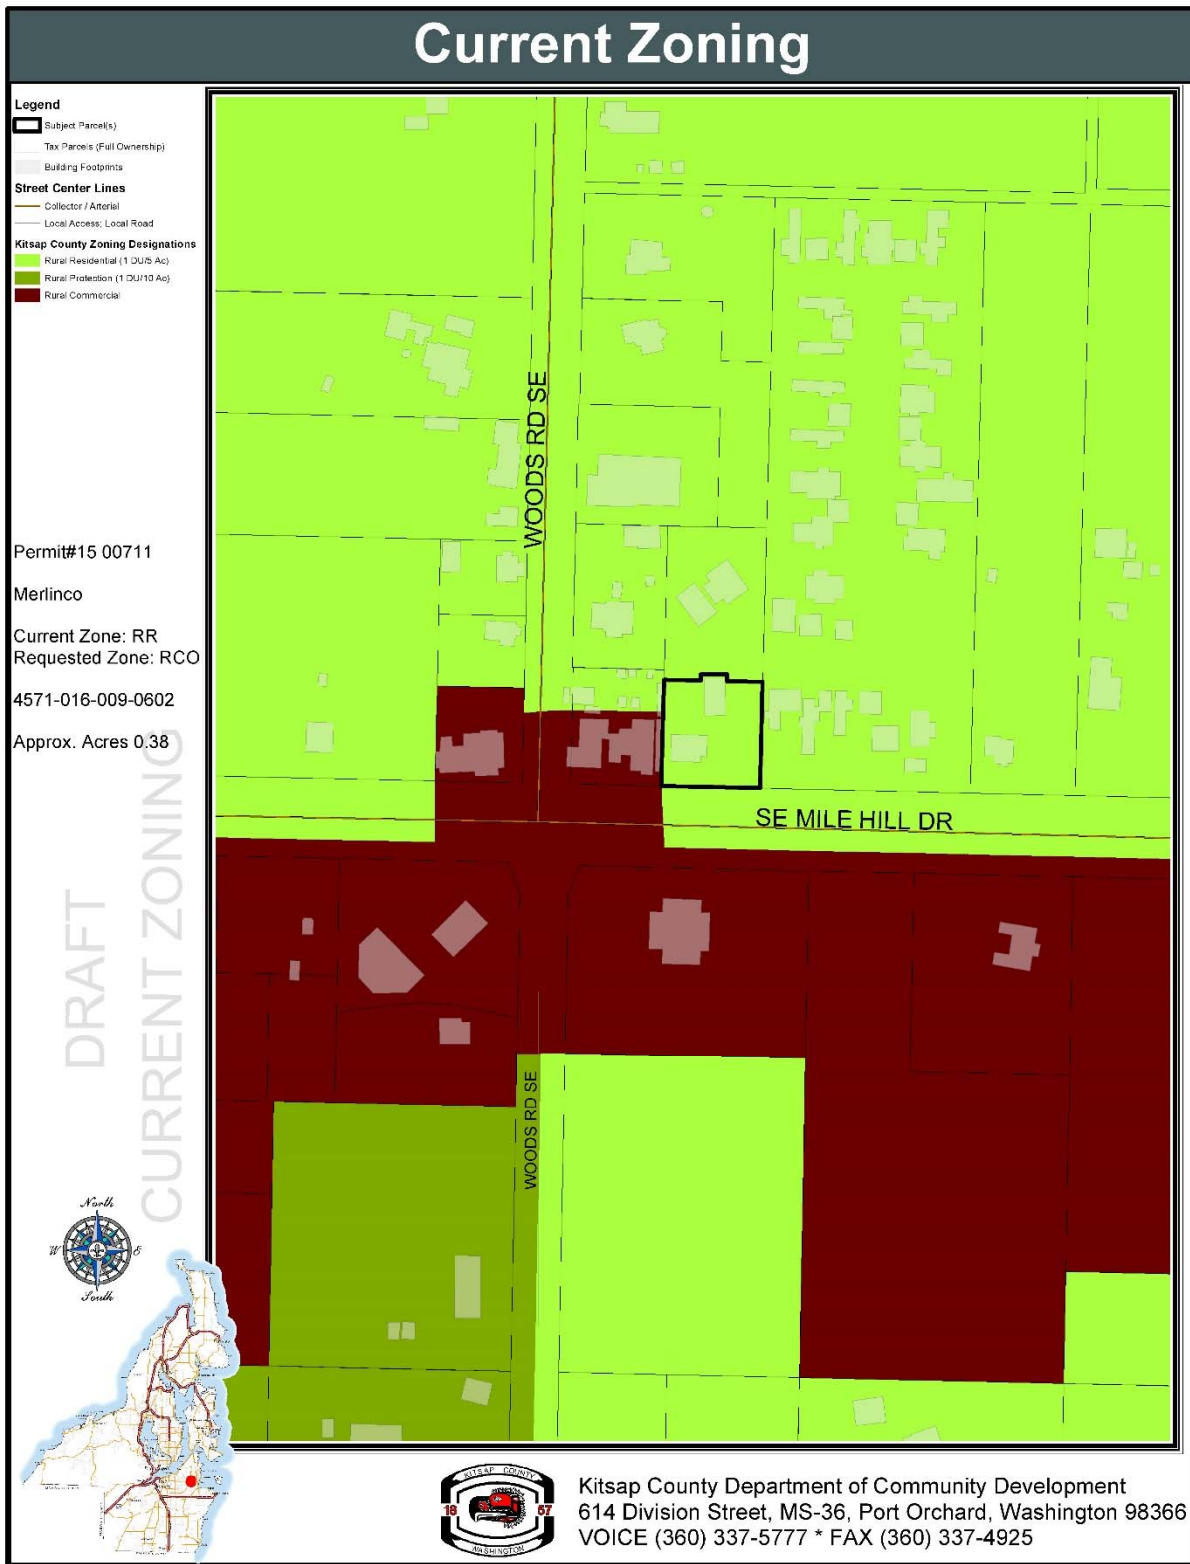 Current Zoning
Legend
Subject Parcel(s)
Tax Parcels (Full Ownership)
Building Footprints
Street Center Lines
Collector / Arterial
Local Access; Local Road
Kitsap County Zoning Designations
Rural Residential (1 DU/5 Ac)
Rural Protection (1 DU/10 Ac)
Rural Commercial
Permit#15 00711
Merlinco
Current Zone: RR
Requested Zone: RCO
4571-016-009-0602
Approx. Acres 0.38
DRAFT
CURRENT ZONING
WOODS RD SE
SE MILE HILL DR
WOODS RD SE
North
W E
South
KITSAP COUNTY
18 57
WASHINGTON
Kitsap County Department of Community Development
614 Division Street, MS-36, Port Orchard, Washington 98366
VOICE (360) 337-5777 * FAX (360) 337-4925